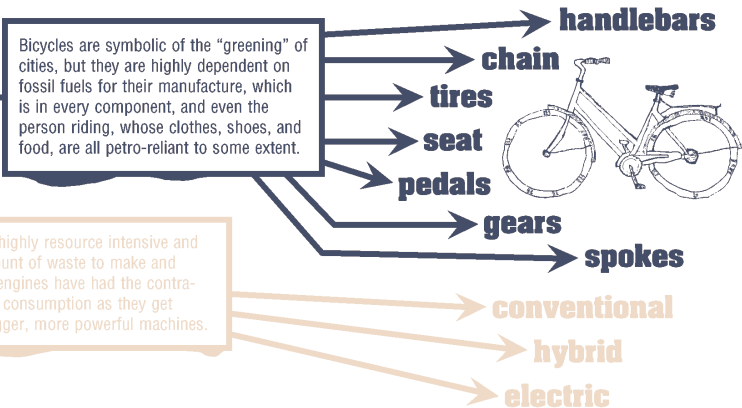 Bicycles are symbolic of the “greening” of
cities, but they are highly dependent on
fossil fuels for their manufacture, which
is in every component, and even the
person riding, whose clothes, shoes, and
food, are all petro-reliant to some extent.
handlebars
chain
tires
seat
pedals
gears
spokes
highly resource intensive and
unt of waste to make and
engines have had the contra-
consumption as they get
gger, more powerful machines.
conventional
hybrid
electric